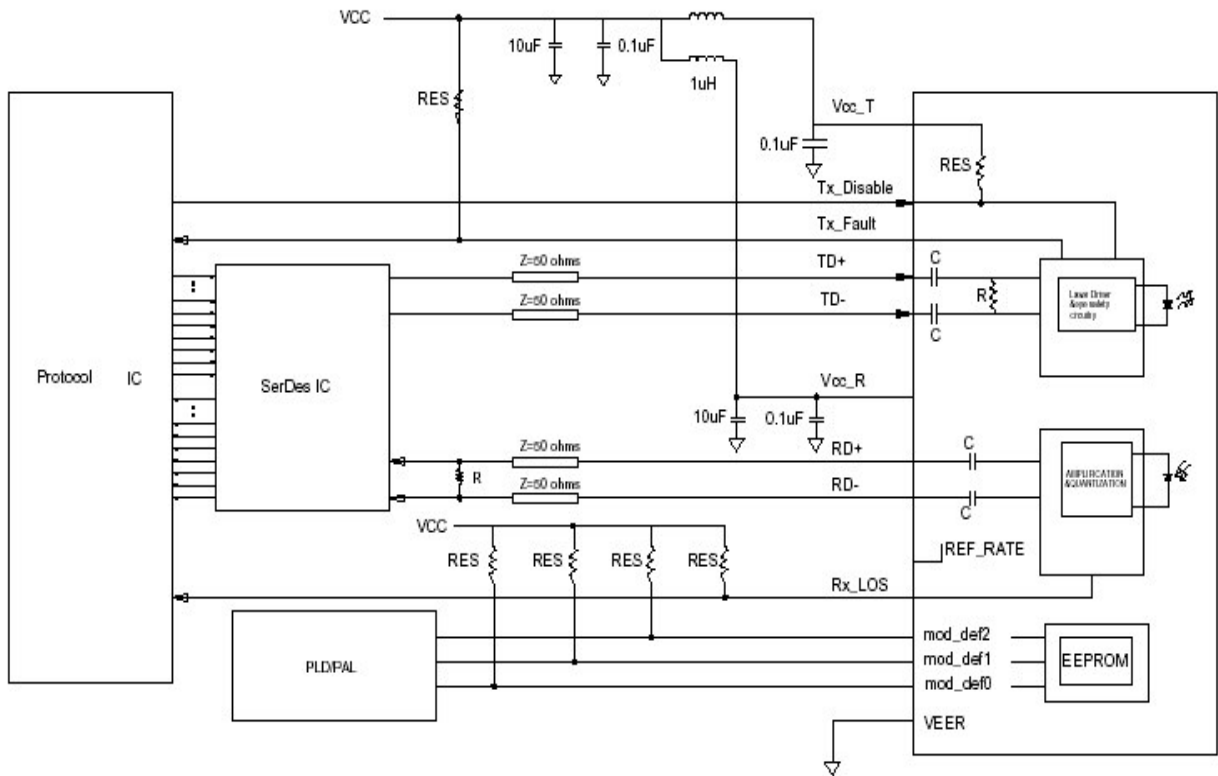 VCC
10uF
0.1uF
1uH
RES
Vcc_T
0.1uF
RES
Tx_Disable
Tx_Fault
Z=50 ohms
TD+
C
Z=50 ohms
TD-
R
C
Protocol IC
SerDes IC
Vcc_R
10uF
0.1uF
Z=50 ohms
RD+
C
R
Z=50 ohms
RD-
C
&QUANTIZATION
VCC
RES
RES
RES
RES
REF_RATE
Rx_LOS
PLD/PAL
mod_def2
mod_def1
mod_def0
EEPROM
VEER